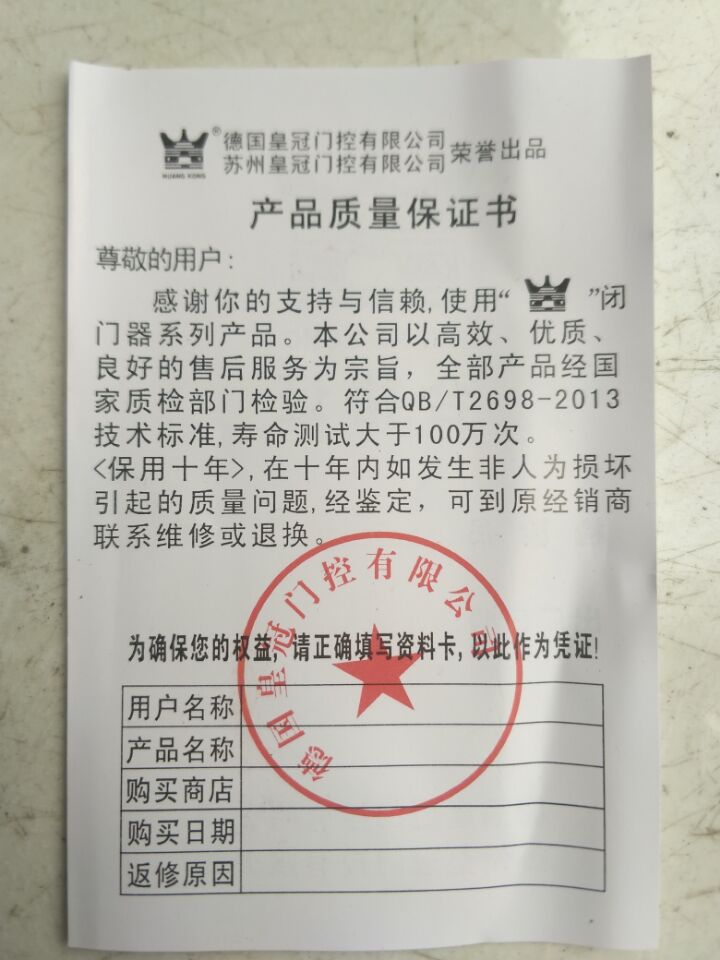 德国皇冠门控有限公司
苏州皇冠门控有限公司 荣誉出品
HUANG KONG
产品质量保证书
尊敬的用户：
感谢你的支持与信赖,使用“ ”闭
门器系列产品。本公司以高效、优质、
良好的售后服务为宗旨，全部产品经国
家质检部门检验。符合QB/T2698-2013
技术标准,寿命测试大于100万次。
<保用十年>,在十年内如发生非人为损坏
引起的质量问题,经鉴定，可到原经销商
联系维修或退换。
德国皇冠门控有限公司
为确保您的权益,请正确填写资料卡,以此作为凭证!
用户名称
产品名称
购买商店
购买日期
返修原因